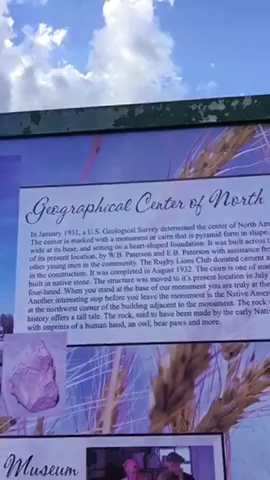 Geographical Center of North
In January 1931, a U.S. Geological Survey determined the center of North Am
The center is marked with a monument or cairn that is pyramid form in shape
wide at its base, and setting on a heart-shaped foundation. It was built across t
of its present location, by W.B. Paterson and E.B. Paterson with assistance fro
other young men in the community. The Rugby Lions Club donated cement a
in the construction. It was completed in August 1932. The cairn is one of ma
built in native stone. The structure was moved to it's present location in July
four-laned. When you stand at the base of our monument you are truly at the
Another interesting stop before you leave the monument is the Native Ameri
at the northwest corner of the building adjacent to the monument. The rock
history offers a tall tale. The rock, said to have been made by the early Nativ
with imprints of a human hand, an owl, bear paws and more.
Museum